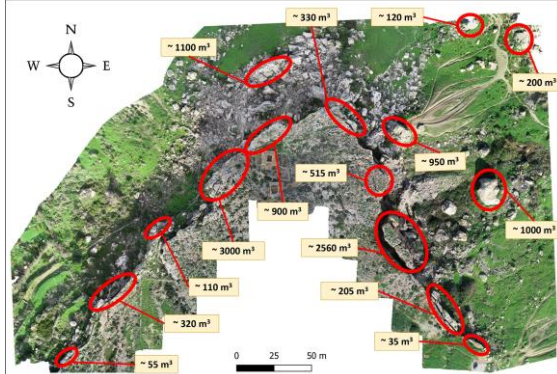 ~ 330 m³
~ 120 m³
N
~ 1100 m³
W E
S
~ 200 m³
~ 950 m³
~ 515 m³
~ 900 m³
~ 1000 m³
~ 3000 m³
~ 2560 m³
~ 110 m³
~ 205 m³
~ 320 m³
~ 35 m³
~ 55 m³
0 25 50 m